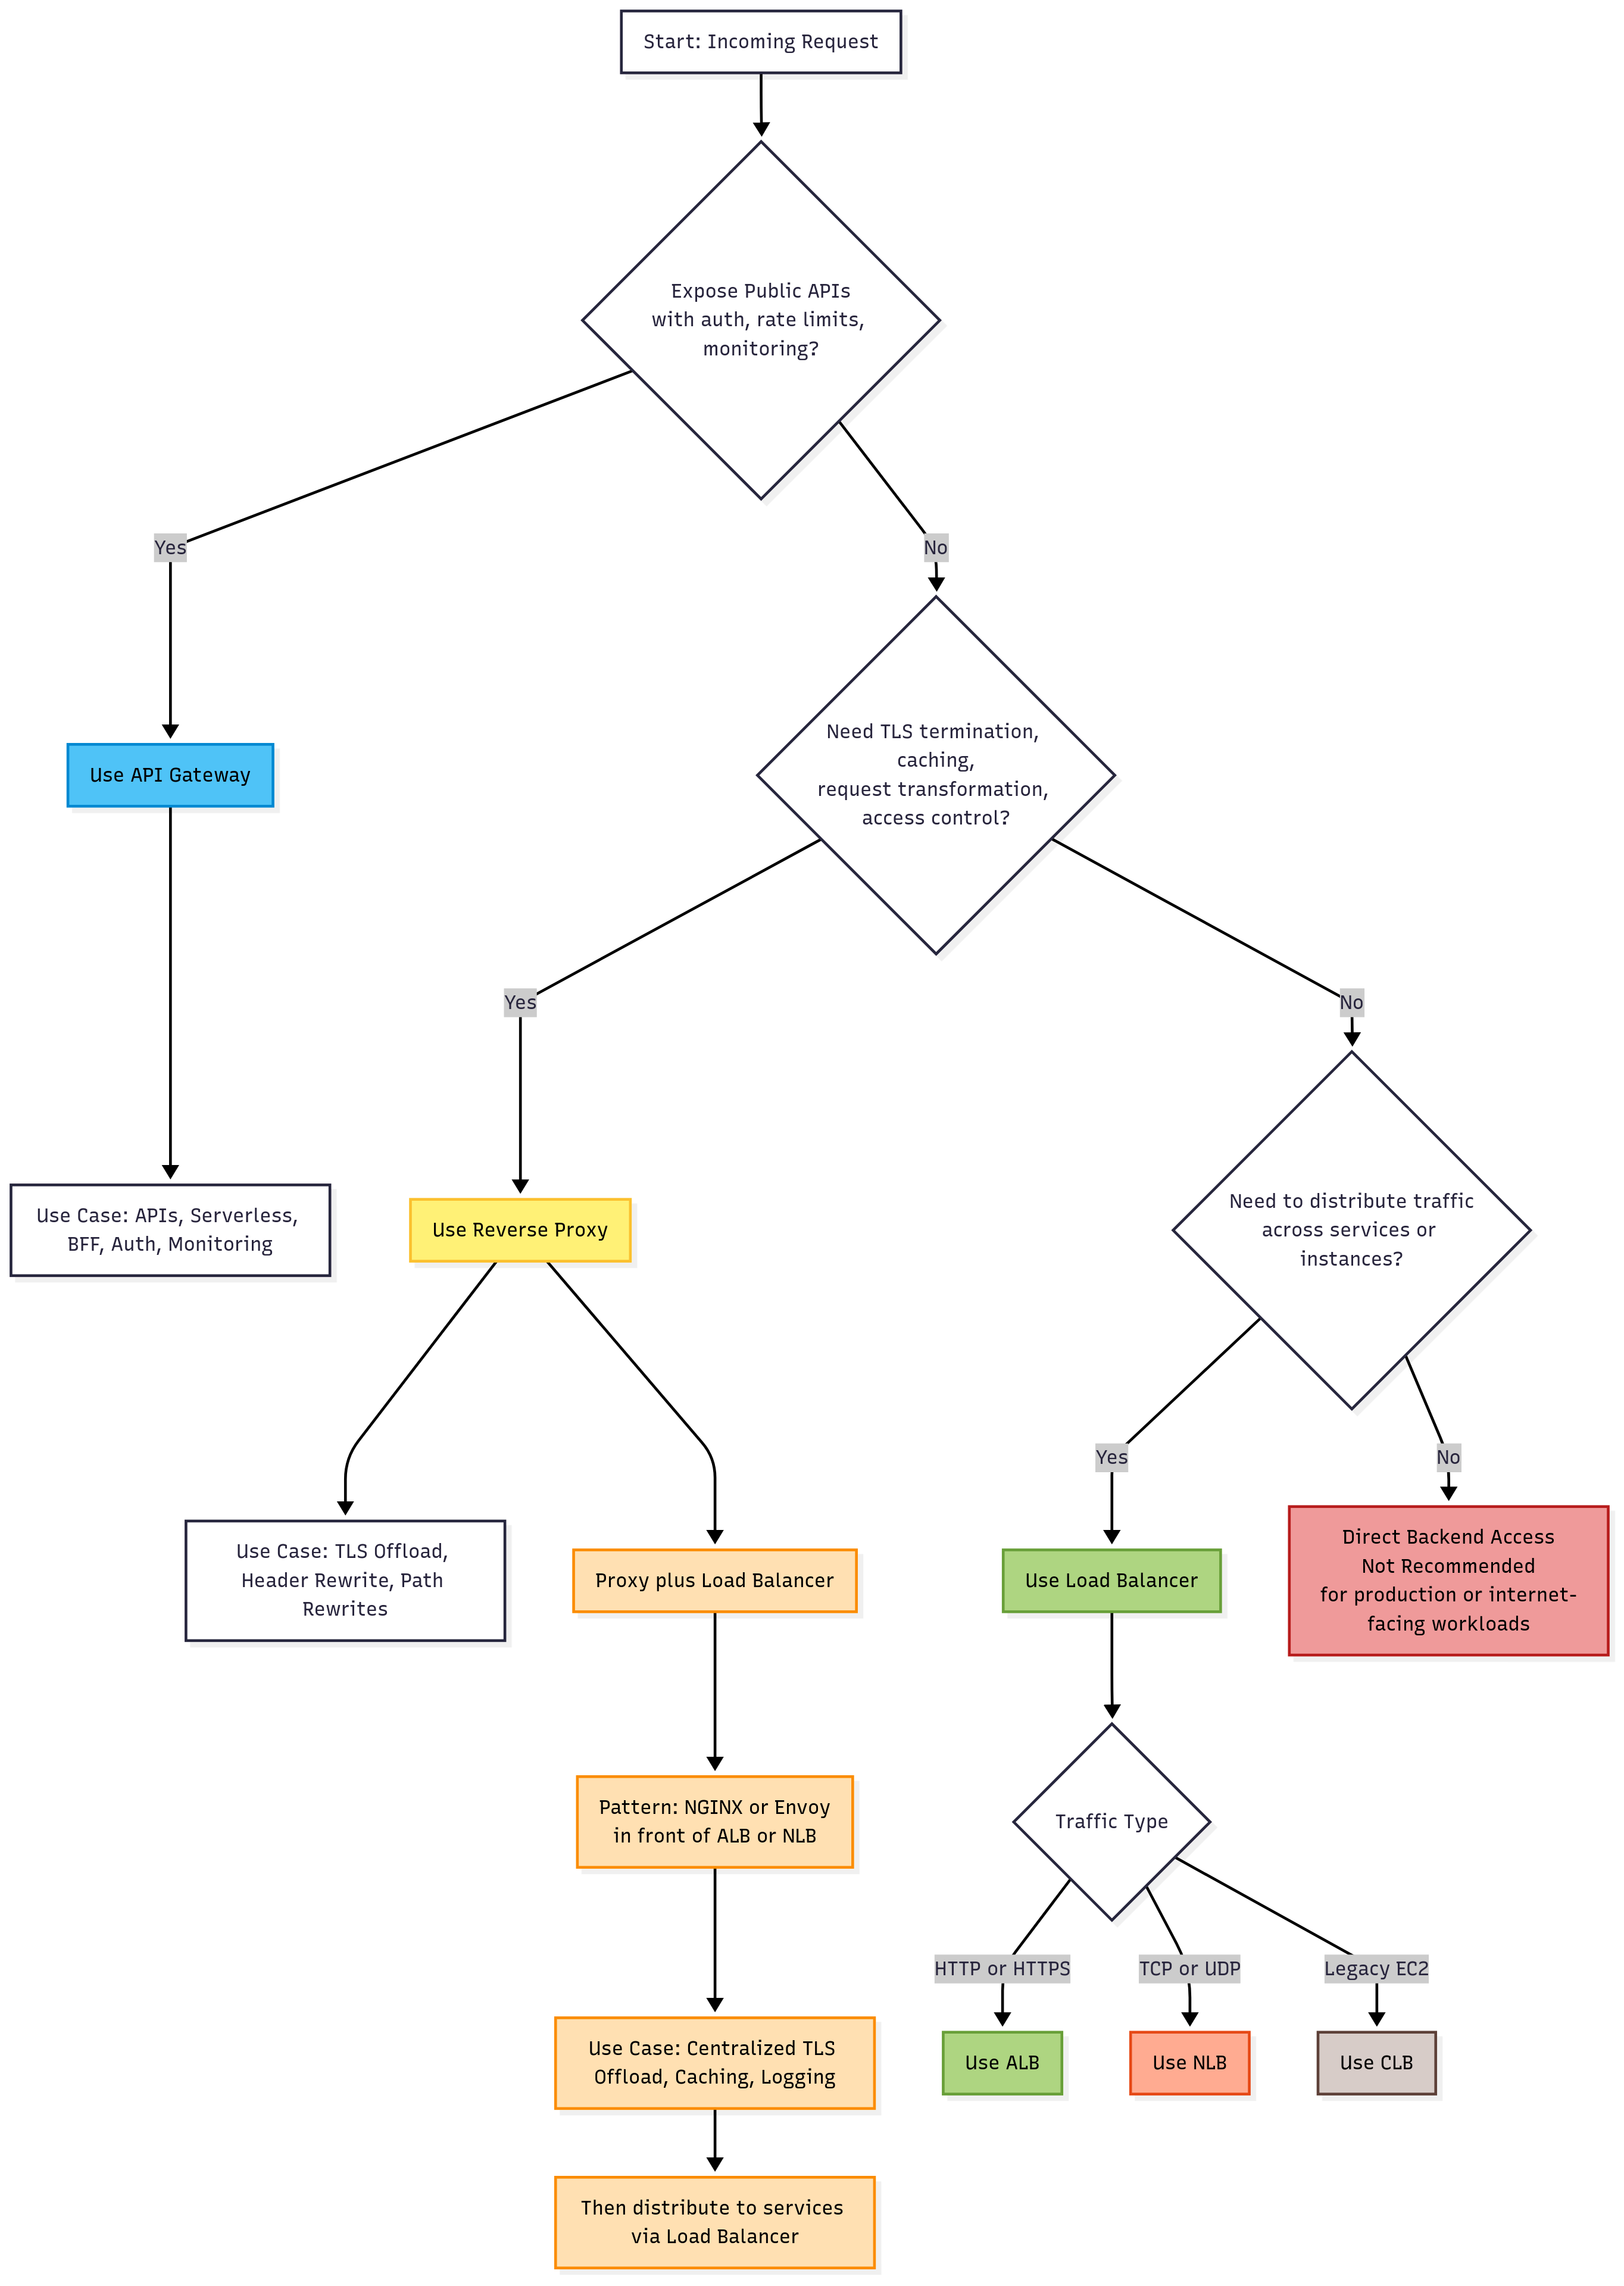 Start: Incoming Request
Expose Public APIs
with auth, rate limits,
monitoring?
Yes
No
Need TLS termination,
caching,
request transformation,
access control?
Use API Gateway
Yes
No
Use Case: APIs, Serverless,
BFF, Auth, Monitoring
Use Reverse Proxy
Need to distribute traffic
across services or
instances?
Yes
No
Use Case: TLS Offload,
Header Rewrite, Path
Rewrites
Proxy plus Load Balancer
Use Load Balancer
Direct Backend Access
Not Recommended
for production or internet-
facing workloads
Pattern: NGINX or Envoy
in front of ALB or NLB
Traffic Type
HTTP or HTTPS
TCP or UDP
Legacy EC2
Use Case: Centralized TLS
Offload, Caching, Logging
Use ALB
Use NLB
Use CLB
Then distribute to services
via Load Balancer